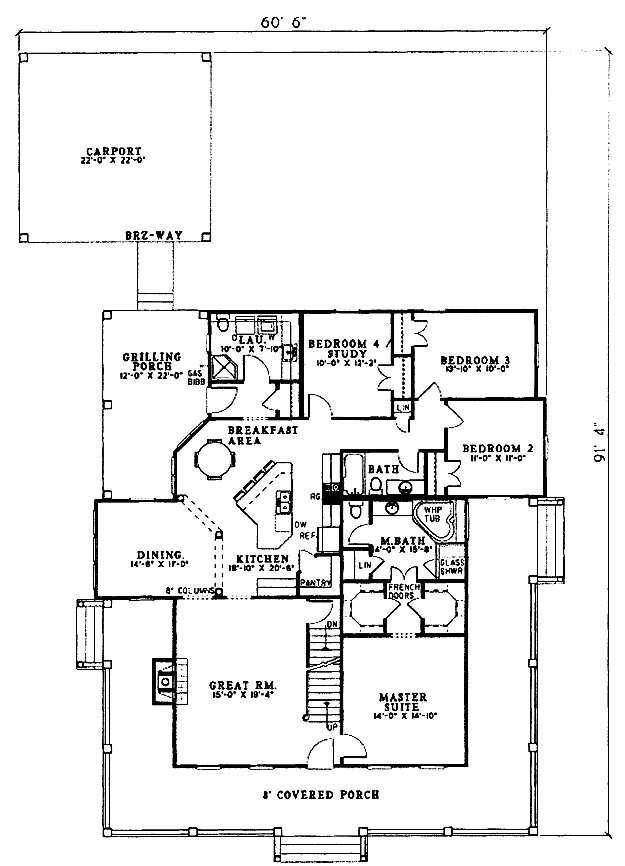 60' 6"
CARPORT
22'-0" X 22'-0"
BRZ-WAY
GRILLING
PORCH
12'-0" X 22'-0"
GAS
BIBB
D
W
LAU.
10'-0" X 7'-10"
BEDROOM 4
STUDY
10'-0" X 12'-2"
BEDROOM 3
13'-10" X 10'-0"
LIN
BREAKFAST
AREA
BEDROOM 2
11'-0" X 11'-0"
91' 4"
BATH
RG
DW
REF.
WHP
TUB
M.BATH
14'-0" X 15'-8"
DINING
14'-8" X 11'-0"
KITCHEN
18'-10" X 20'-6"
LIN
GLASS
SHWR
PANTRY
FRENCH
DOORS
8' COLUMNS
DN
GREAT RM.
15'-0" X 19'-4"
UP
MASTER
SUITE
14'-0" X 14'-10"
8' COVERED PORCH